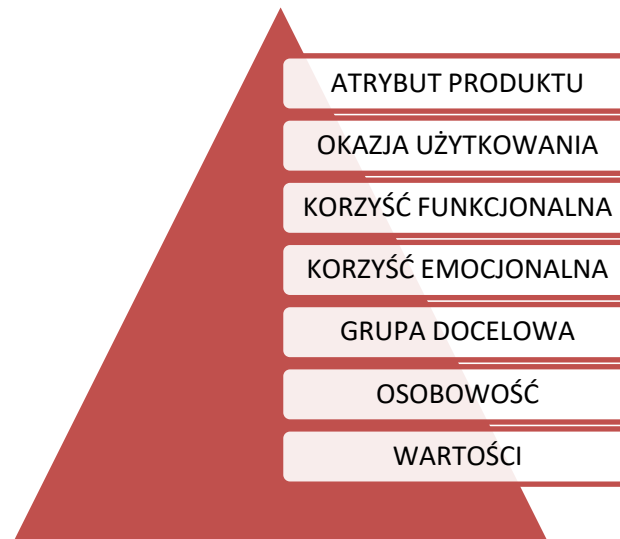 ATRYBUT PRODUKTU
OKAZJA UŻYTKOWANIA
KORZYŚĆ FUNKCJONALNA
KORZYŚĆ EMOCJONALNA
GRUPA DOCELOWA
OSOBOWOŚĆ
WARTOŚCI